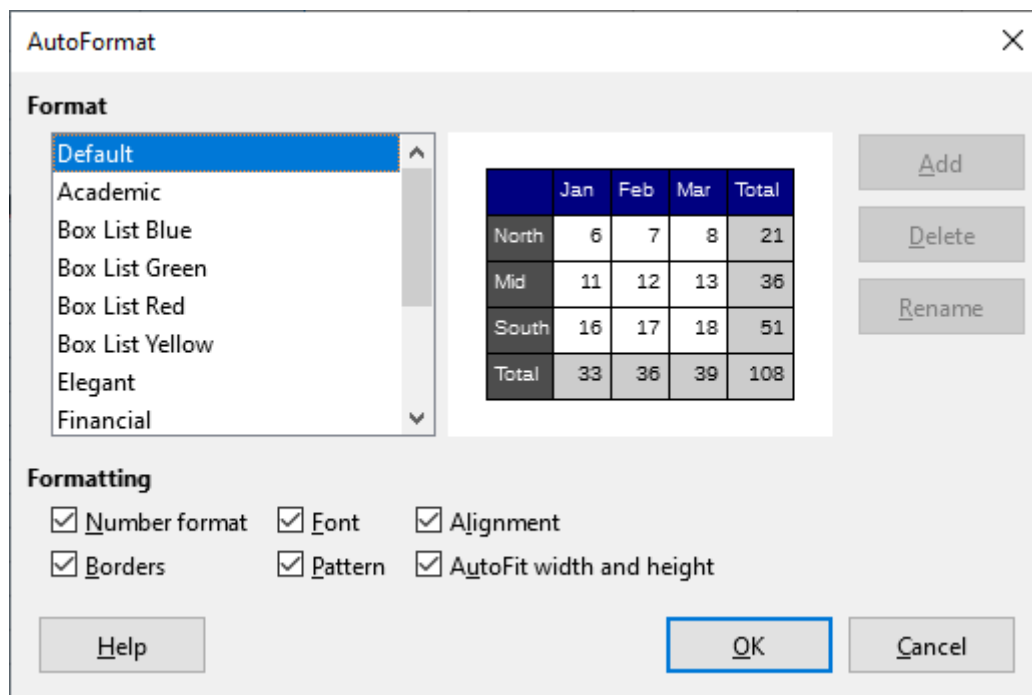 AutoFormat
Format
Default
Academic
Box List Blue
Box List Green
Box List Red
Box List Yellow
Elegant
Financial
Jan Feb Mar Total
North 6 7 8 21
Mid 11 12 13 36
South 16 17 18 51
Total 33 36 39 108
Add
Delete
Rename
Formatting
Number format Font Alignment
Borders Pattern AutoFit width and height
Help OK Cancel